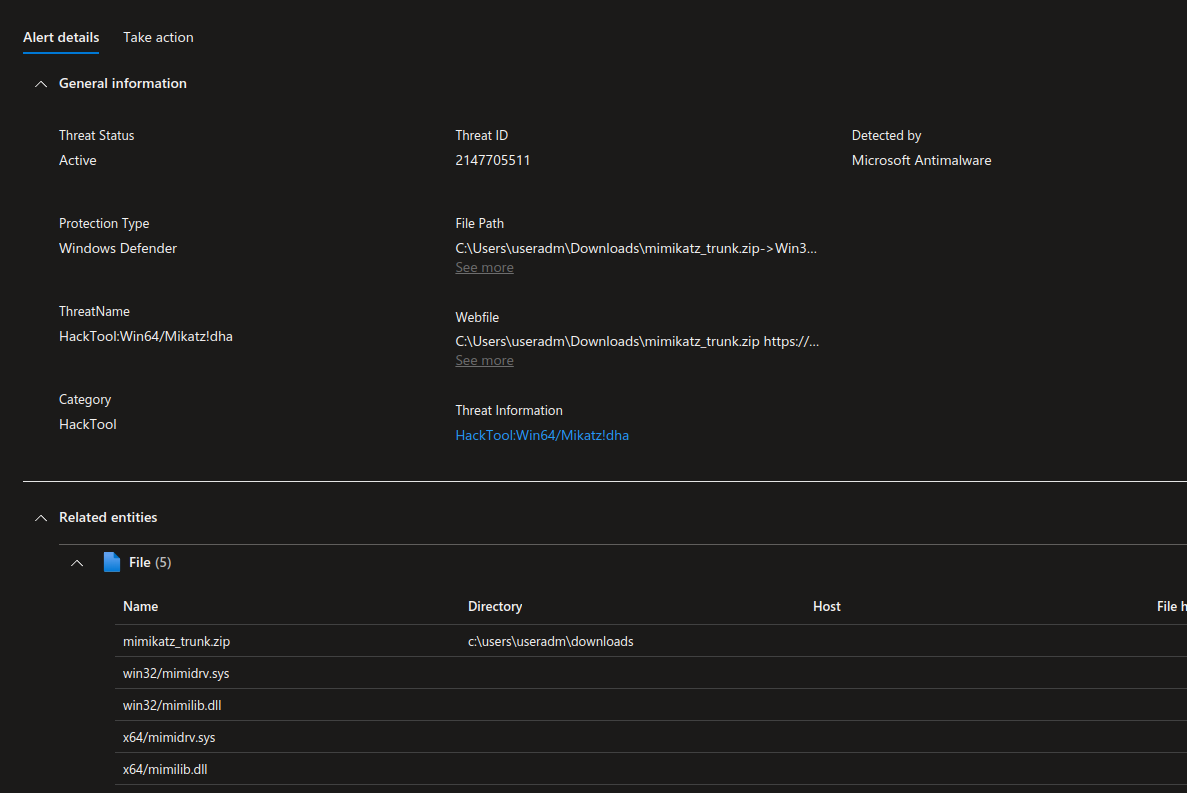 Alert details Take action
General information
Threat Status Threat ID Detected by
Active 2147705511 Microsoft Antimalware
Protection Type File Path
Windows Defender C:\Users\useradm\Downloads\mimikatz_trunk.zip->Win3...
See more
ThreatName
Webfile
HackTool:Win64/Mikatz!dha
C:\Users\useradm\Downloads\mimikatz_trunk.zip https://...
See more
Category
Threat Information
HackTool
HackTool:Win64/Mikatz!dha
Related entities
File (5)
Name Directory Host File h
mimikatz_trunk.zip c:\users\useradm\downloads
win32/mimidrv.sys
win32/mimilib.dll
x64/mimidrv.sys
x64/mimilib.dll